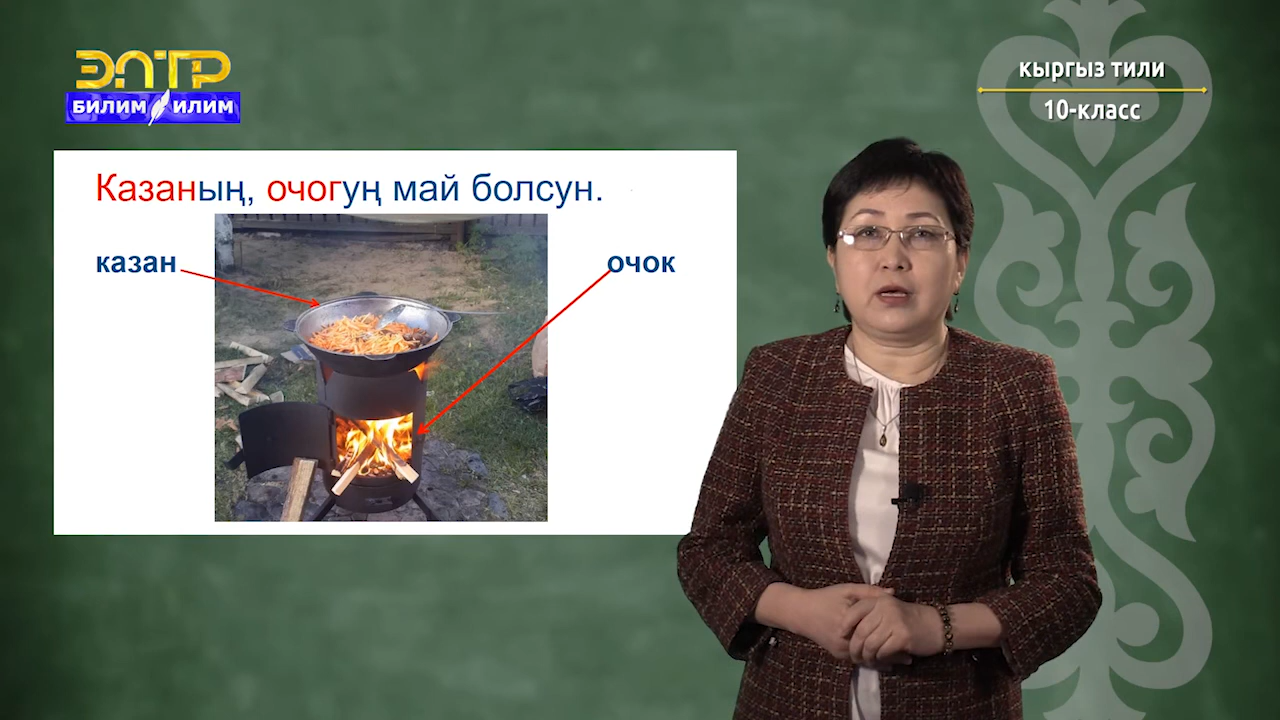 ЭЛТР
БИЛИМ ИЛИМ
кыргыз тили
10-класс
Казаның, очогуң май болсун.
казан
очок